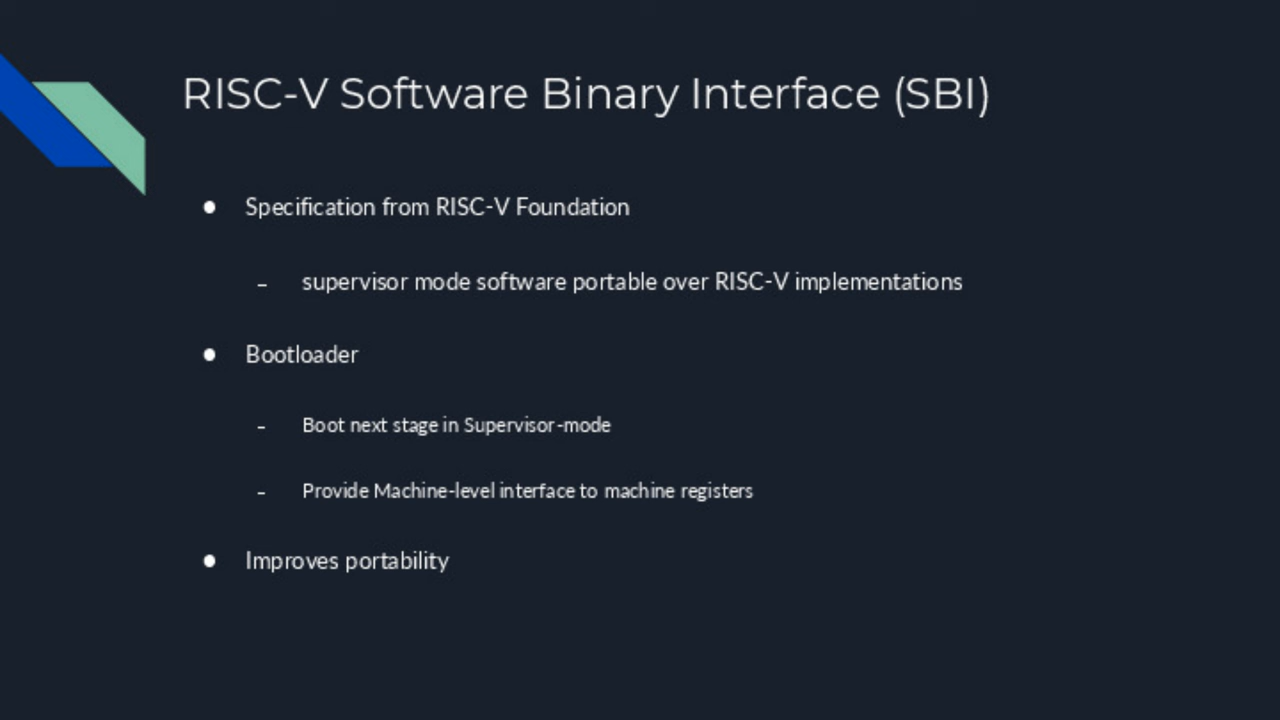 RISC-V Software Binary Interface (SBI)
● Specification from RISC-V Foundation
– supervisor mode software portable over RISC-V implementations
● Bootloader
– Boot next stage in Supervisor-mode
– Provide Machine-level interface to machine registers
● Improves portability